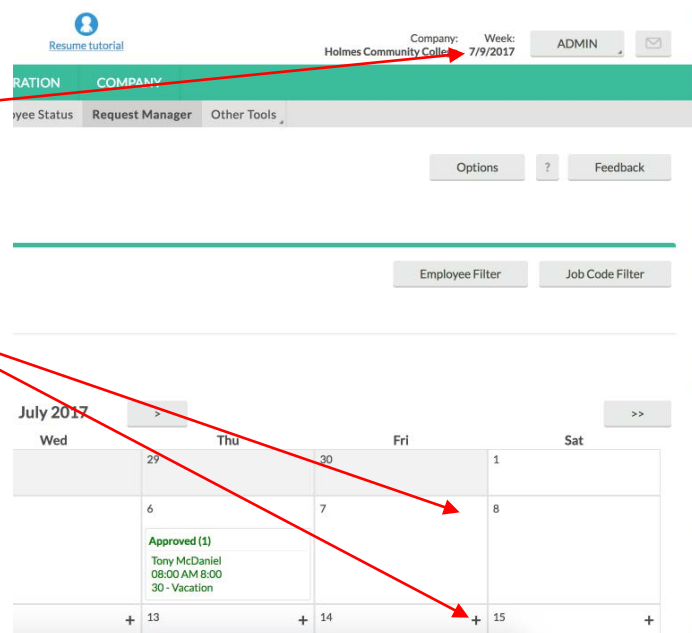 Resume tutorial
Company: Week:
Holmes Community Colle 7/9/2017
ADMIN
RATION COMPANY
yee Status Request Manager Other Tools
Options ? Feedback
Employee Filter Job Code Filter
July 2017 > >>
Wed Thu Fri Sat
29 30 1
6 7 8
Approved (1)
Tony McDaniel
08:00 AM 8:00
30 - Vacation
+ 13 + 14 + 15 +